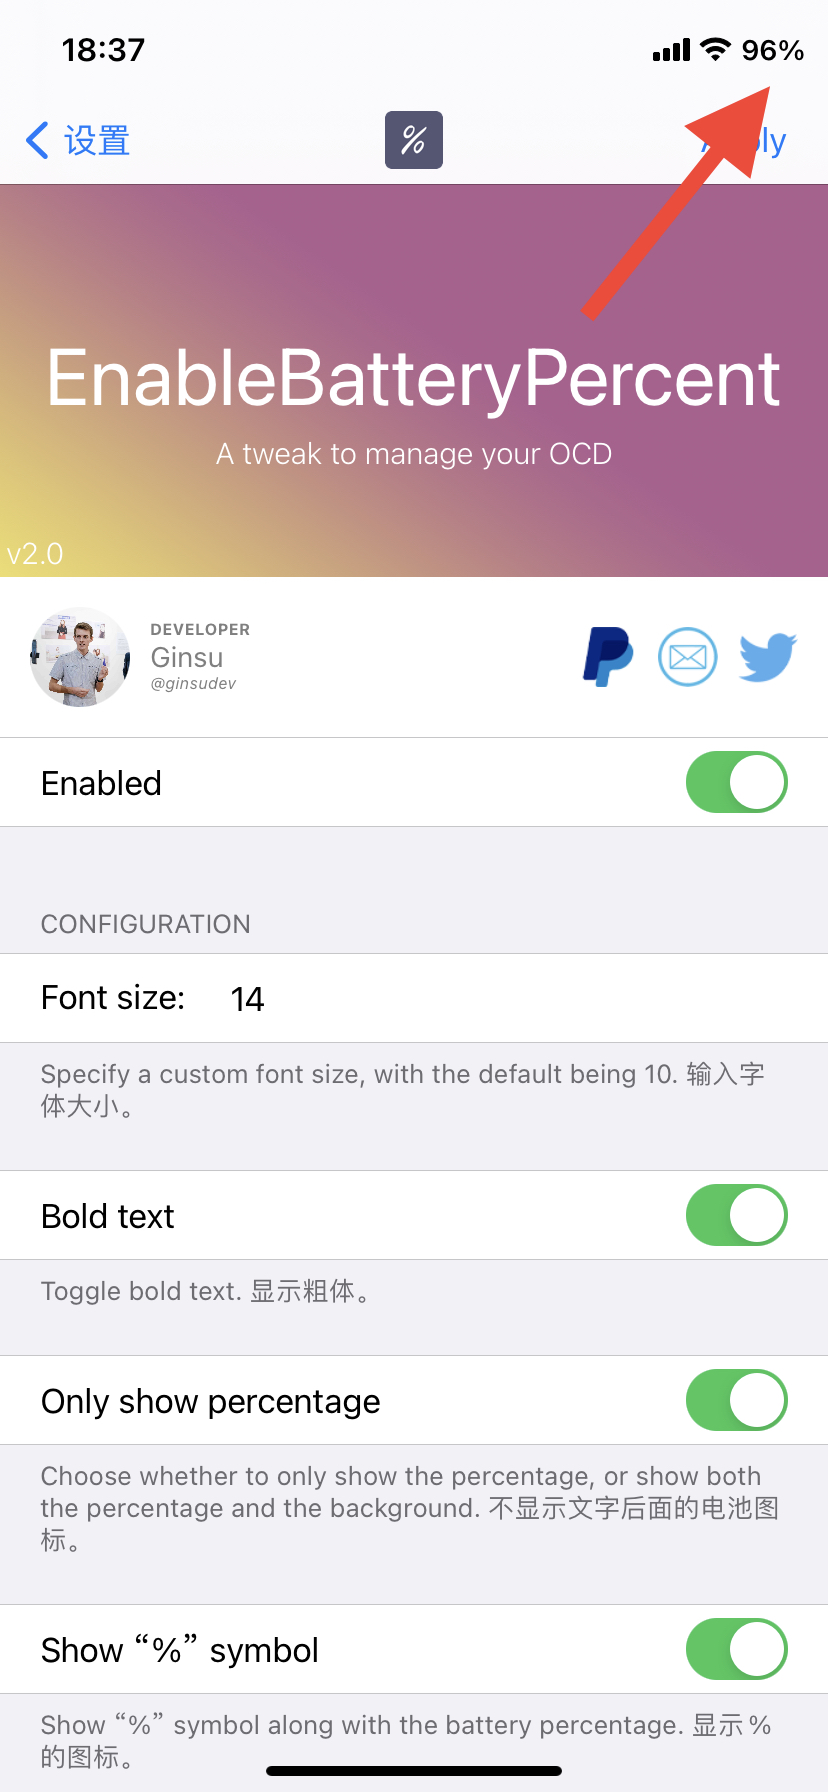 18:37
96%
设置
%
EnableBatteryPercent
A tweak to manage your OCD
v2.0
DEVELOPER
Ginsu
@ginsudev
Enabled
CONFIGURATION
Font size: 14
Specify a custom font size, with the default being 10. 输入字
体大小。
Bold text
Toggle bold text. 显示粗体。
Only show percentage
Choose whether to only show the percentage, or show both
the percentage and the background. 不显示文字后面的电池图
标。
Show “%” symbol
Show “%” symbol along with the battery percentage. 显示%
的图标。